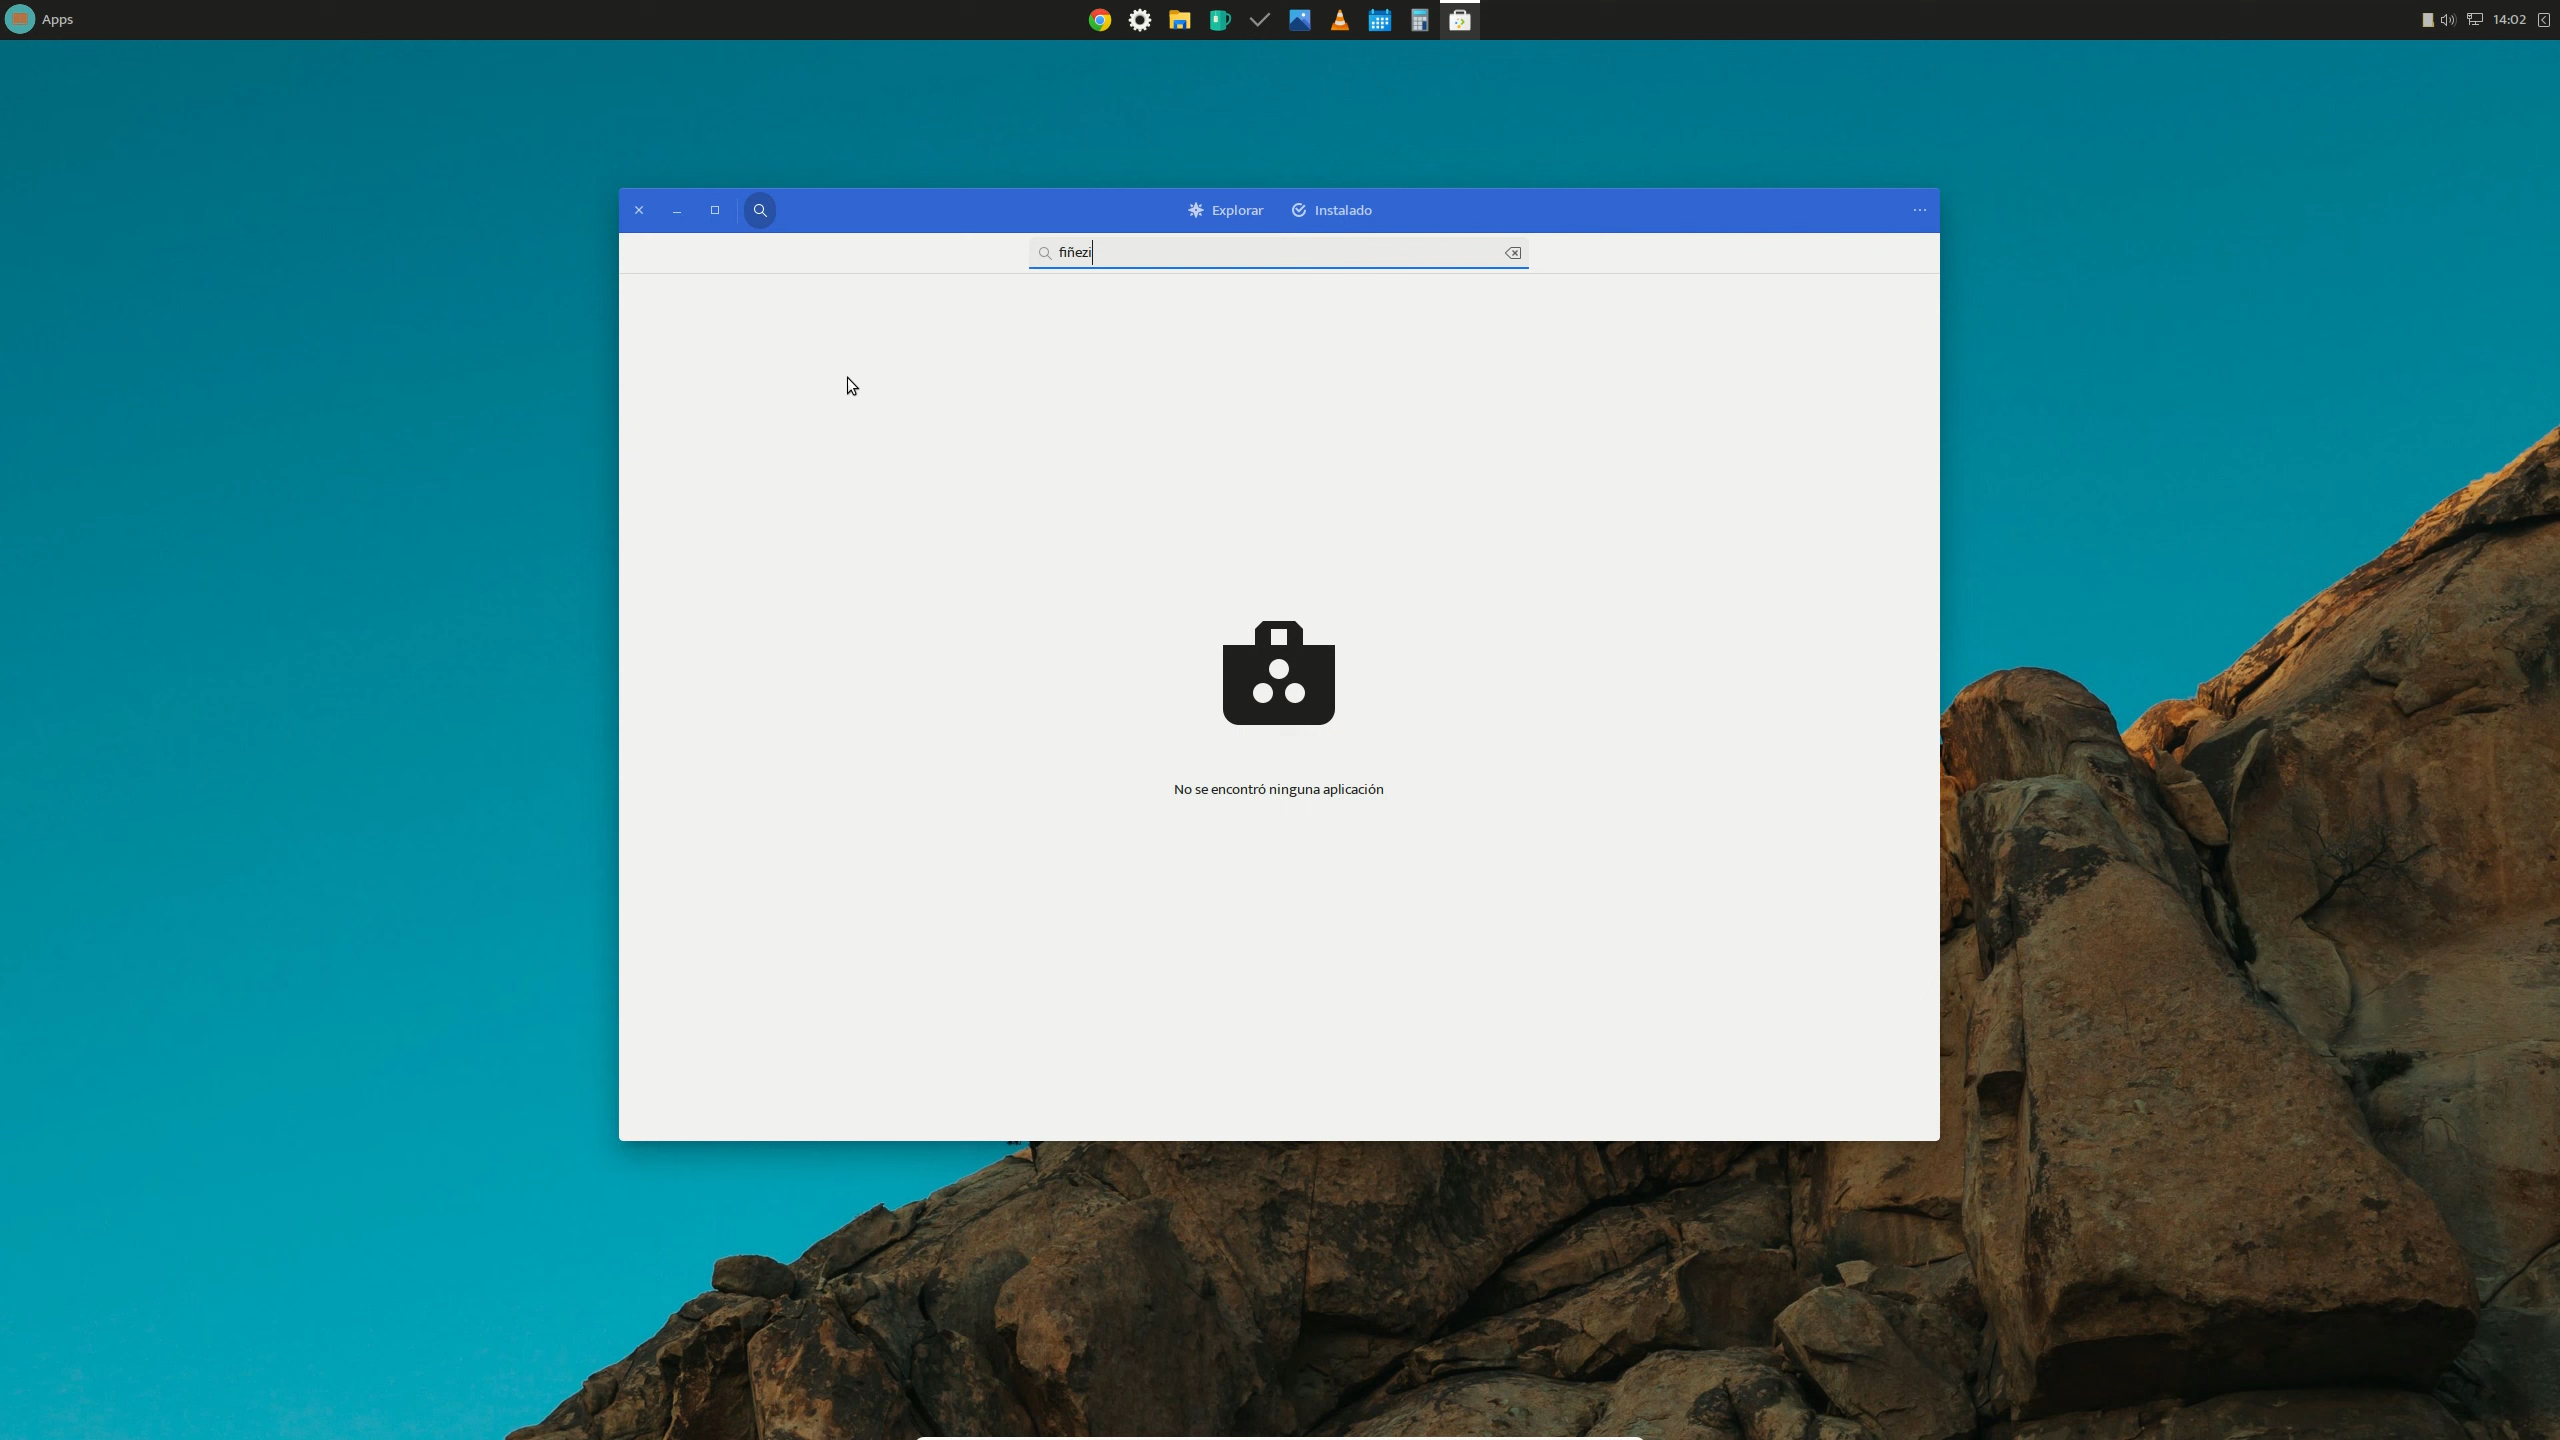 Apps
14:02
Explorar
Instalado
fiñezi
No se encontró ninguna aplicación